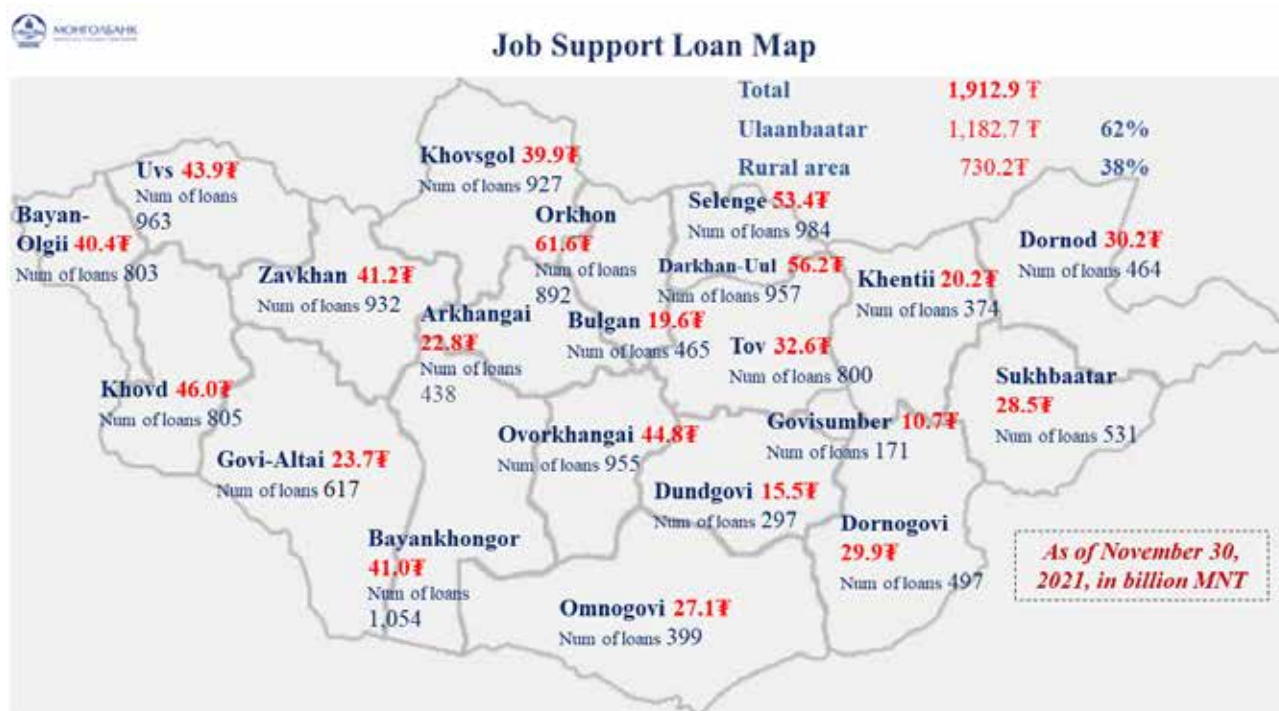 МОНГОЛБАНК
Job Support Loan Map
Total 1,912.9 ₮
Ulaanbaatar 1,182.7 ₮ 62%
Rural area 730.2₮ 38%
Uvs 43.9₮
Num of loans
963
Khovsgol 39.9₮
Num of loans 927
Bayan-
Olgii 40.4₮
Num of loans 803
Orkhon
61.6₮
Num of loans
892
Selenge 53.4₮
Num of loans 984
Dornod 30.2₮
Num of loans 464
Zavkhan 41.2₮
Num of loans 932
Darkhan-Uul 56.2₮
Num of loans 957
Khentii 20.2₮
Num of loans 374
Arkhangai
22.8₮
Num of loans
438
Bulgan 19.6₮
Num of loans 465
Tov 32.6₮
Num of loans 800
Sukhbaatar
28.5₮
Num of loans 531
Khovd 46.0₮
Num of loans 805
Govisumber 10.7₮
Num of loans 171
Ovorkhangai 44.8₮
Num of loans 955
Govi-Altai 23.7₮
Num of loans 617
Dundgovi 15.5₮
Num of loans 297
Dornogovi
29.9₮
Num of loans 497
Bayankhongor
41.0₮
Num of loans
1,054
Omnogovi 27.1₮
Num of loans 399
As of November 30,
2021, in billion MNT